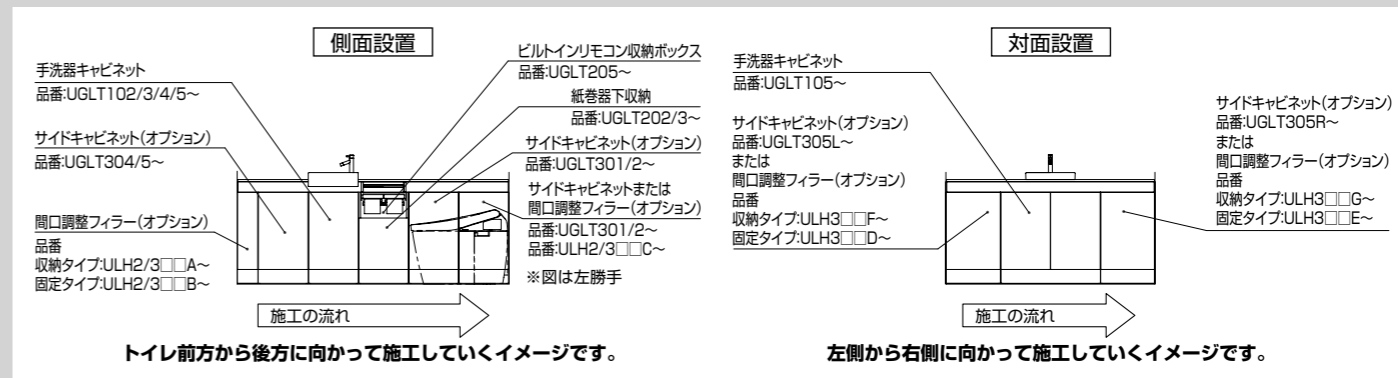 側面設置
手洗器キャビネット
品番:UGLT102/3/4/5~
サイドキャビネット(オプション)
品番:UGLT304/5~
間口調整フィラー(オプション)
品番
収納タイプ:ULH2/3□□A~
固定タイプ:ULH2/3□□B~
ビルトインリモコン収納ボックス
品番:UGLT205~
紙巻器下収納
品番:UGLT202/3~
サイドキャビネット(オプション)
品番:UGLT301/2~
サイドキャビネットまたは
間口調整フィラー(オプション)
品番:UGLT301/2~
品番:ULH2/3□□C~
※図は左勝手
施工の流れ
トイレ前方から後方に向かって施工していくイメージです。
対面設置
手洗器キャビネット
品番:UGLT105~
サイドキャビネット(オプション)
品番:UGLT305L~
または
間口調整フィラー(オプション)
品番
収納タイプ:ULH3□□F~
固定タイプ:ULH3□□D~
サイドキャビネット(オプション)
品番:UGLT305R~
または
間口調整フィラー(オプション)
品番
収納タイプ:ULH3□□G~
固定タイプ:ULH3□□E~
施工の流れ
左側から右側に向かって施工していくイメージです。